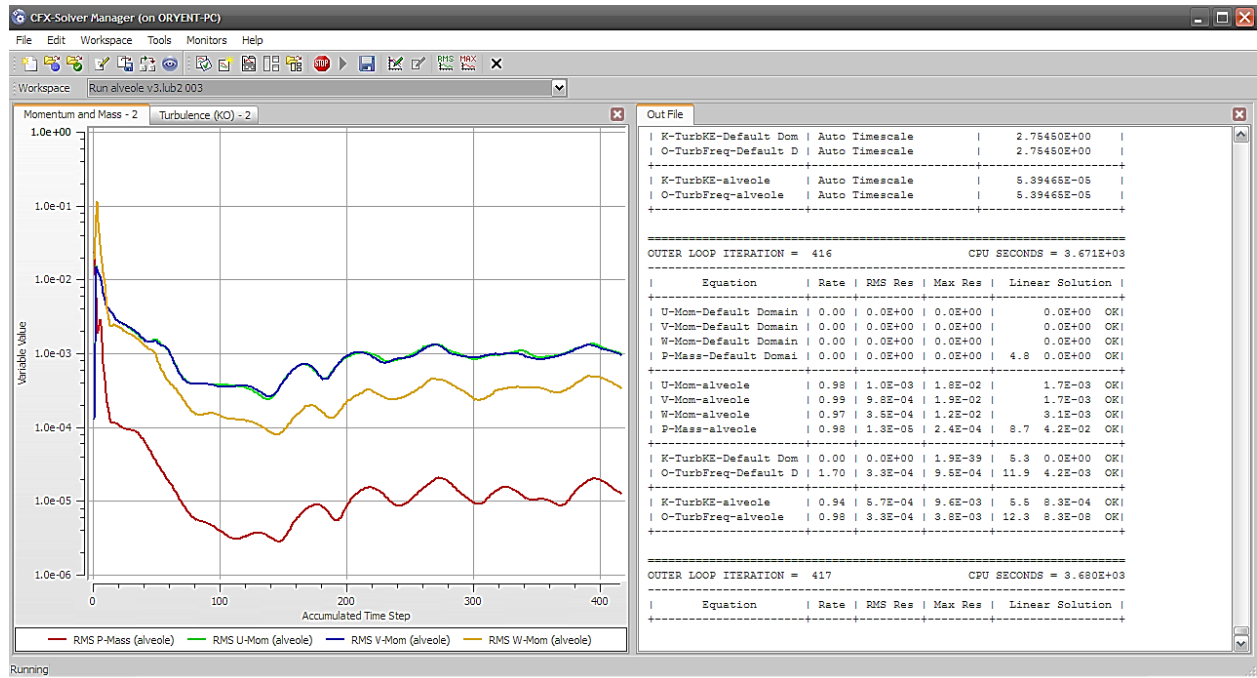 CFX-Solver Manager (on ORYENT-PC)
File Edit Workspace Tools Monitors Help
STOP RMS MAX
Workspace Run alveole v3.lub2 003
Momentum and Mass - 2 Turbulence (KO) - 2
1.0e+00
1.0e-01
1.0e-02
1.0e-03
1.0e-04
1.0e-05
1.0e-06
Variable Value
0 100 200 300 400
Accumulated Time Step
RMS P-Mass (alveole) RMS U-Mom (alveole) RMS V-Mom (alveole) RMS W-Mom (alveole)
Out File
| K-TurbKE-Default Dom | Auto Timescale | 2.75450E+00 |
| O-TurbFreq-Default D | Auto Timescale | 2.75450E+00 |
+----------------------+------------------------+--------------------+
| K-TurbKE-alveole | Auto Timescale | 5.39465E-05 |
| O-TurbFreq-alveole | Auto Timescale | 5.39465E-05 |
+----------------------+------------------------+--------------------+
======================================================================
OUTER LOOP ITERATION = 416 CPU SECONDS = 3.671E+03
----------------------------------------------------------------------
| Equation | Rate | RMS Res | Max Res | Linear Solution |
+----------------------+------+---------+---------+------------------+
| U-Mom-Default Domain | 0.00 | 0.0E+00 | 0.0E+00 | 0.0E+00 OK|
| V-Mom-Default Domain | 0.00 | 0.0E+00 | 0.0E+00 | 0.0E+00 OK|
| W-Mom-Default Domain | 0.00 | 0.0E+00 | 0.0E+00 | 0.0E+00 OK|
| P-Mass-Default Domai | 0.00 | 0.0E+00 | 0.0E+00 | 4.8 0.0E+00 OK|
+----------------------+------+---------+---------+------------------+
| U-Mom-alveole | 0.98 | 1.0E-03 | 1.8E-02 | 1.7E-03 OK|
| V-Mom-alveole | 0.99 | 9.8E-04 | 1.9E-02 | 1.7E-03 OK|
| W-Mom-alveole | 0.97 | 3.5E-04 | 1.2E-02 | 3.1E-03 OK|
| P-Mass-alveole | 0.98 | 1.3E-05 | 2.4E-04 | 8.7 4.2E-02 OK|
+----------------------+------+---------+---------+------------------+
| K-TurbKE-Default Dom | 0.00 | 0.0E+00 | 1.9E-39 | 5.3 0.0E+00 OK|
| O-TurbFreq-Default D | 1.70 | 3.3E-04 | 9.5E-04 | 11.9 4.2E-03 OK|
+----------------------+------+---------+---------+------------------+
| K-TurbKE-alveole | 0.94 | 5.7E-04 | 9.6E-03 | 5.5 8.3E-04 OK|
| O-TurbFreq-alveole | 0.98 | 3.3E-04 | 3.8E-03 | 12.3 8.3E-08 OK|
+----------------------+------+---------+---------+------------------+
======================================================================
OUTER LOOP ITERATION = 417 CPU SECONDS = 3.680E+03
----------------------------------------------------------------------
| Equation | Rate | RMS Res | Max Res | Linear Solution |
+----------------------+------+---------+---------+------------------+
Running